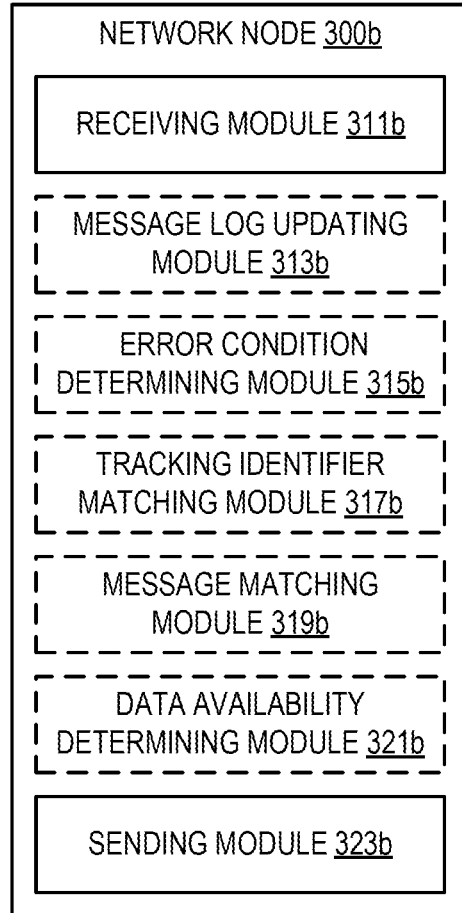 NETWORK NODE 300b
RECEIVING MODULE 311b
MESSAGE LOG UPDATING
MODULE 313b
ERROR CONDITION
DETERMINING MODULE 315b
TRACKING IDENTIFIER
MATCHING MODULE 317b
MESSAGE MATCHING
MODULE 319b
DATA AVAILABILITY
DETERMINING MODULE 321b
SENDING MODULE 323b